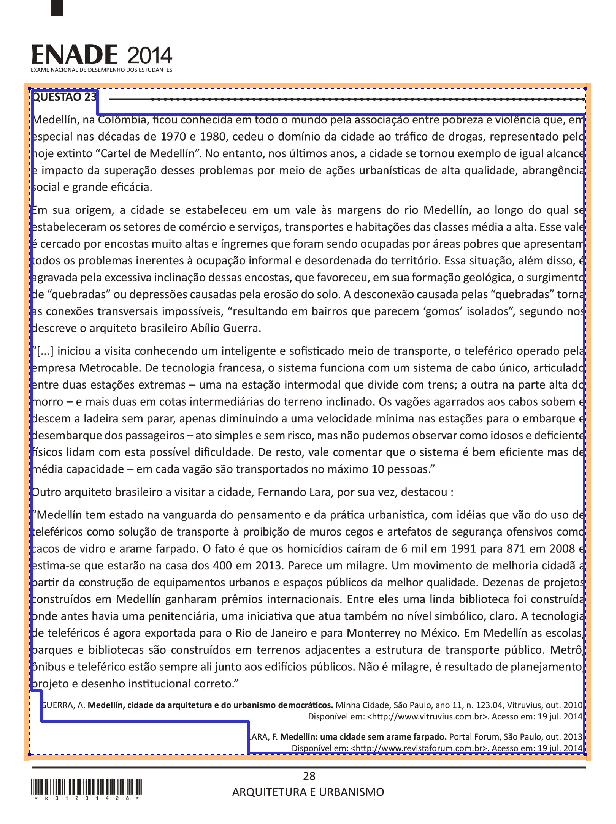 ENADE 2014
EXAME NACIONAL DE DESEMPENHO DOS ESTUDANTES
QUESTÃO 23
Medellín, na Colômbia, ficou conhecida em todo o mundo pela associação entre pobreza e violência que, em
especial nas décadas de 1970 e 1980, cedeu o domínio da cidade ao tráfico de drogas, representado pelo
hoje extinto “Cartel de Medellín”. No entanto, nos últimos anos, a cidade se tornou exemplo de igual alcance
e impacto da superação desses problemas por meio de ações urbanísticas de alta qualidade, abrangência
social e grande eficácia.
Em sua origem, a cidade se estabeleceu em um vale às margens do rio Medellín, ao longo do qual se
estabeleceram os setores de comércio e serviços, transportes e habitações das classes média a alta. Esse vale
é cercado por encostas muito altas e íngremes que foram sendo ocupadas por áreas pobres que apresentam
todos os problemas inerentes à ocupação informal e desordenada do território. Essa situação, além disso, é
agravada pela excessiva inclinação dessas encostas, que favoreceu, em sua formação geológica, o surgimento
de “quebradas” ou depressões causadas pela erosão do solo. A desconexão causada pelas “quebradas” torna
as conexões transversais impossíveis, “resultando em bairros que parecem ‘gomos’ isolados”, segundo nos
descreve o arquiteto brasileiro Abílio Guerra.
“[...] iniciou a visita conhecendo um inteligente e sofisticado meio de transporte, o teleférico operado pela
empresa Metrocable. De tecnologia francesa, o sistema funciona com um sistema de cabo único, articulado
entre duas estações extremas – uma na estação intermodal que divide com trens; a outra na parte alta do
morro – e mais duas em cotas intermediárias do terreno inclinado. Os vagões agarrados aos cabos sobem e
descem a ladeira sem parar, apenas diminuindo a uma velocidade mínima nas estações para o embarque e
desembarque dos passageiros – ato simples e sem risco, mas não pudemos observar como idosos e deficiente
físicos lidam com esta possível dificuldade. De resto, vale comentar que o sistema é bem eficiente mas de
média capacidade – em cada vagão são transportados no máximo 10 pessoas.”
Outro arquiteto brasileiro a visitar a cidade, Fernando Lara, por sua vez, destacou :
“Medellín tem estado na vanguarda do pensamento e da prática urbanística, com idéias que vão do uso de
teleféricos como solução de transporte à proibição de muros cegos e artefatos de segurança ofensivos como
cacos de vidro e arame farpado. O fato é que os homicídios caíram de 6 mil em 1991 para 871 em 2008 e
estima-se que estarão na casa dos 400 em 2013. Parece um milagre. Um movimento de melhoria cidadã a
partir da construção de equipamentos urbanos e espaços públicos da melhor qualidade. Dezenas de projetos
construídos em Medellín ganharam prêmios internacionais. Entre eles uma linda biblioteca foi construída
onde antes havia uma penitenciária, uma iniciativa que atua também no nível simbólico, claro. A tecnologia
de teleféricos é agora exportada para o Rio de Janeiro e para Monterrey no México. Em Medellín as escolas,
parques e bibliotecas são construídos em terrenos adjacentes a estrutura de transporte público. Metrô,
ônibus e teleférico estão sempre ali junto aos edifícios públicos. Não é milagre, é resultado de planejamento,
projeto e desenho institucional correto.”
GUERRA, A. Medellín, cidade da arquitetura e do urbanismo democráticos. Minha Cidade, São Paulo, ano 11, n. 123.04, Vitruvius, out. 2010
Disponível em: <http://www.vitruvius.com.br>. Acesso em: 19 jul. 2014
LARA, F. Medellín: uma cidade sem arame farpado. Portal Forum, São Paulo, out. 2013
Disponível em: <http://www.revistaforum.com.br>. Acesso em: 19 jul. 2014
28
ARQUITETURA E URBANISMO